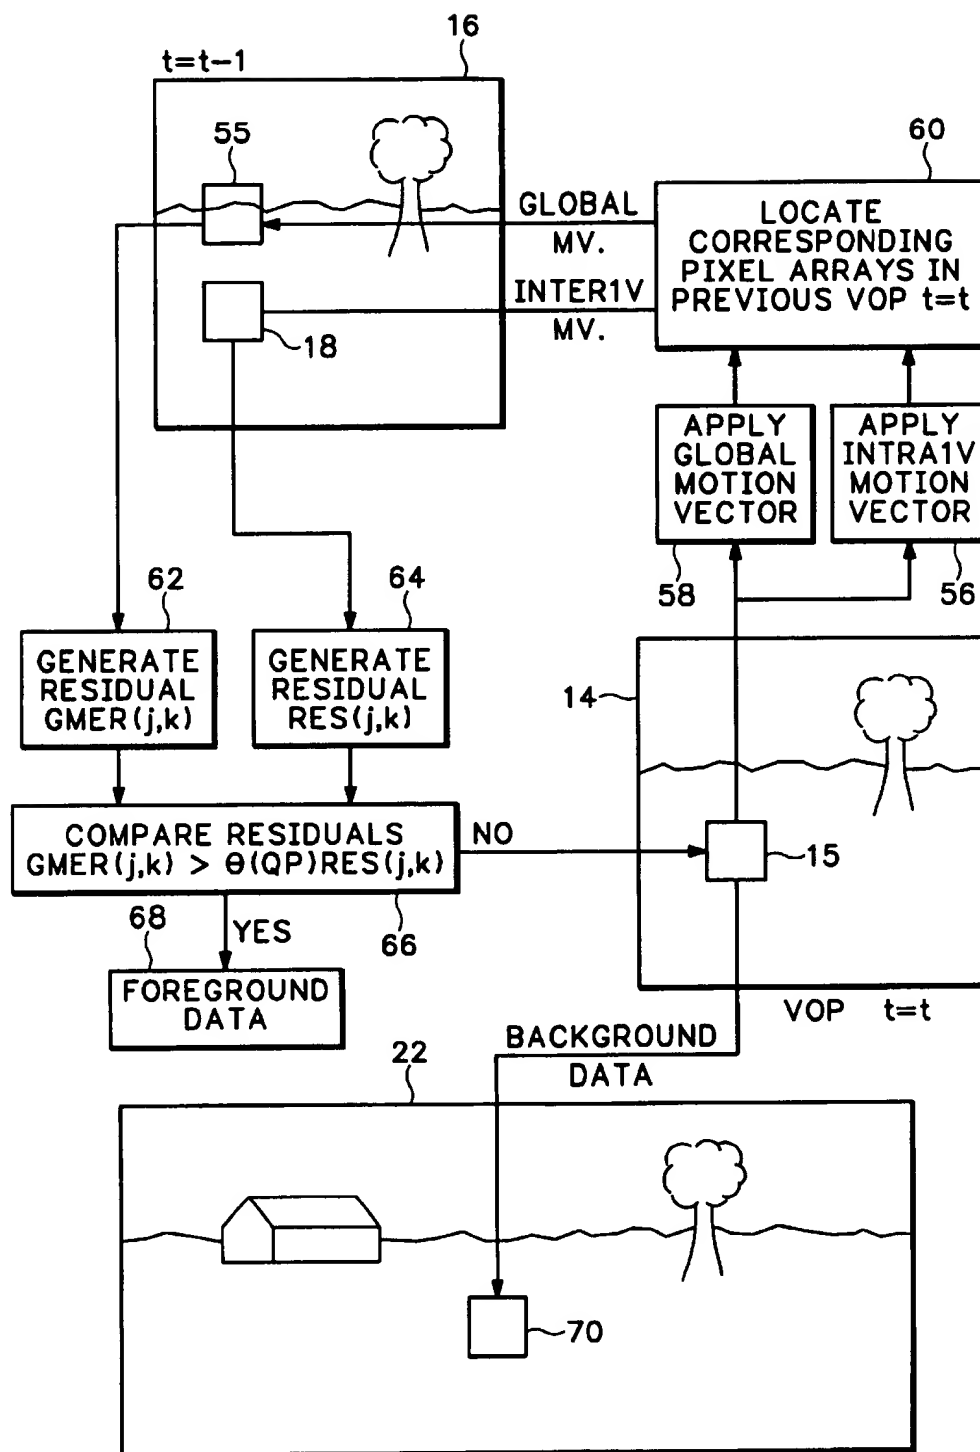 16
t=t-1
55
60
GLOBAL
MV.
LOCATE
CORRESPONDING
PIXEL ARRAYS IN
PREVIOUS VOP t=t
INTER1V
MV.
18
APPLY
GLOBAL
MOTION
VECTOR
APPLY
INTRA1V
MOTION
VECTOR
58
56
62
64
GENERATE
RESIDUAL
GMER(j,k)
GENERATE
RESIDUAL
RES(j,k)
14
COMPARE RESIDUALS
GMER(j,k) > Θ(QP)RES(j,k)
NO
15
68
YES
66
FOREGROUND
DATA
VOP t=t
BACKGROUND
DATA
22
70